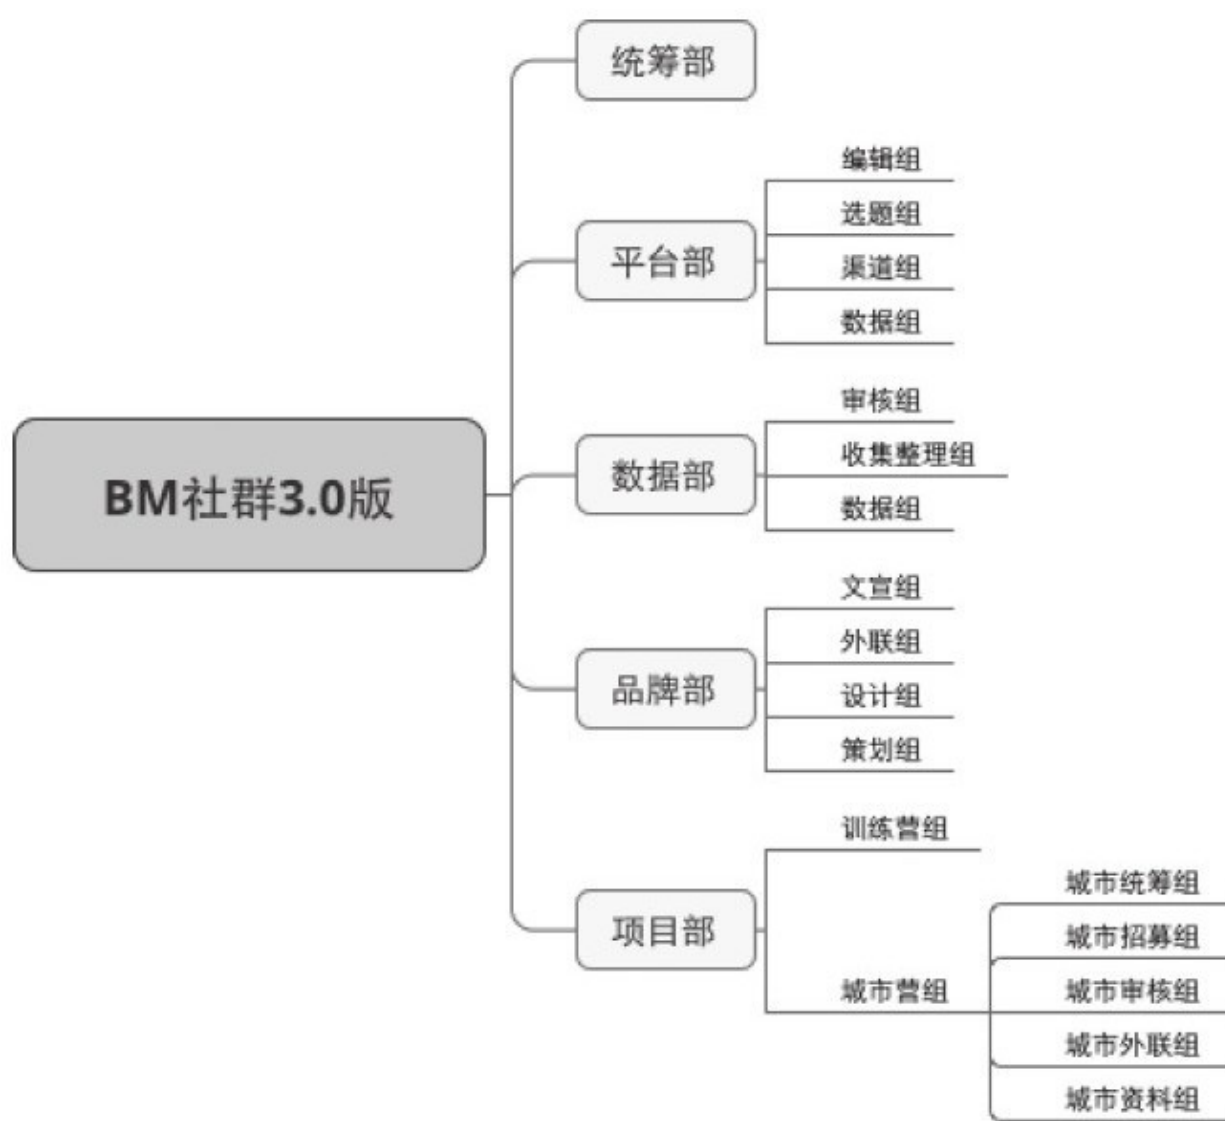 BM社群3.0版
统筹部
平台部
编辑组
选题组
渠道组
数据组
数据部
审核组
收集整理组
数据组
品牌部
文宣组
外联组
设计组
策划组
项目部
训练营组
城市营组
城市统筹组
城市招募组
城市审核组
城市外联组
城市资料组